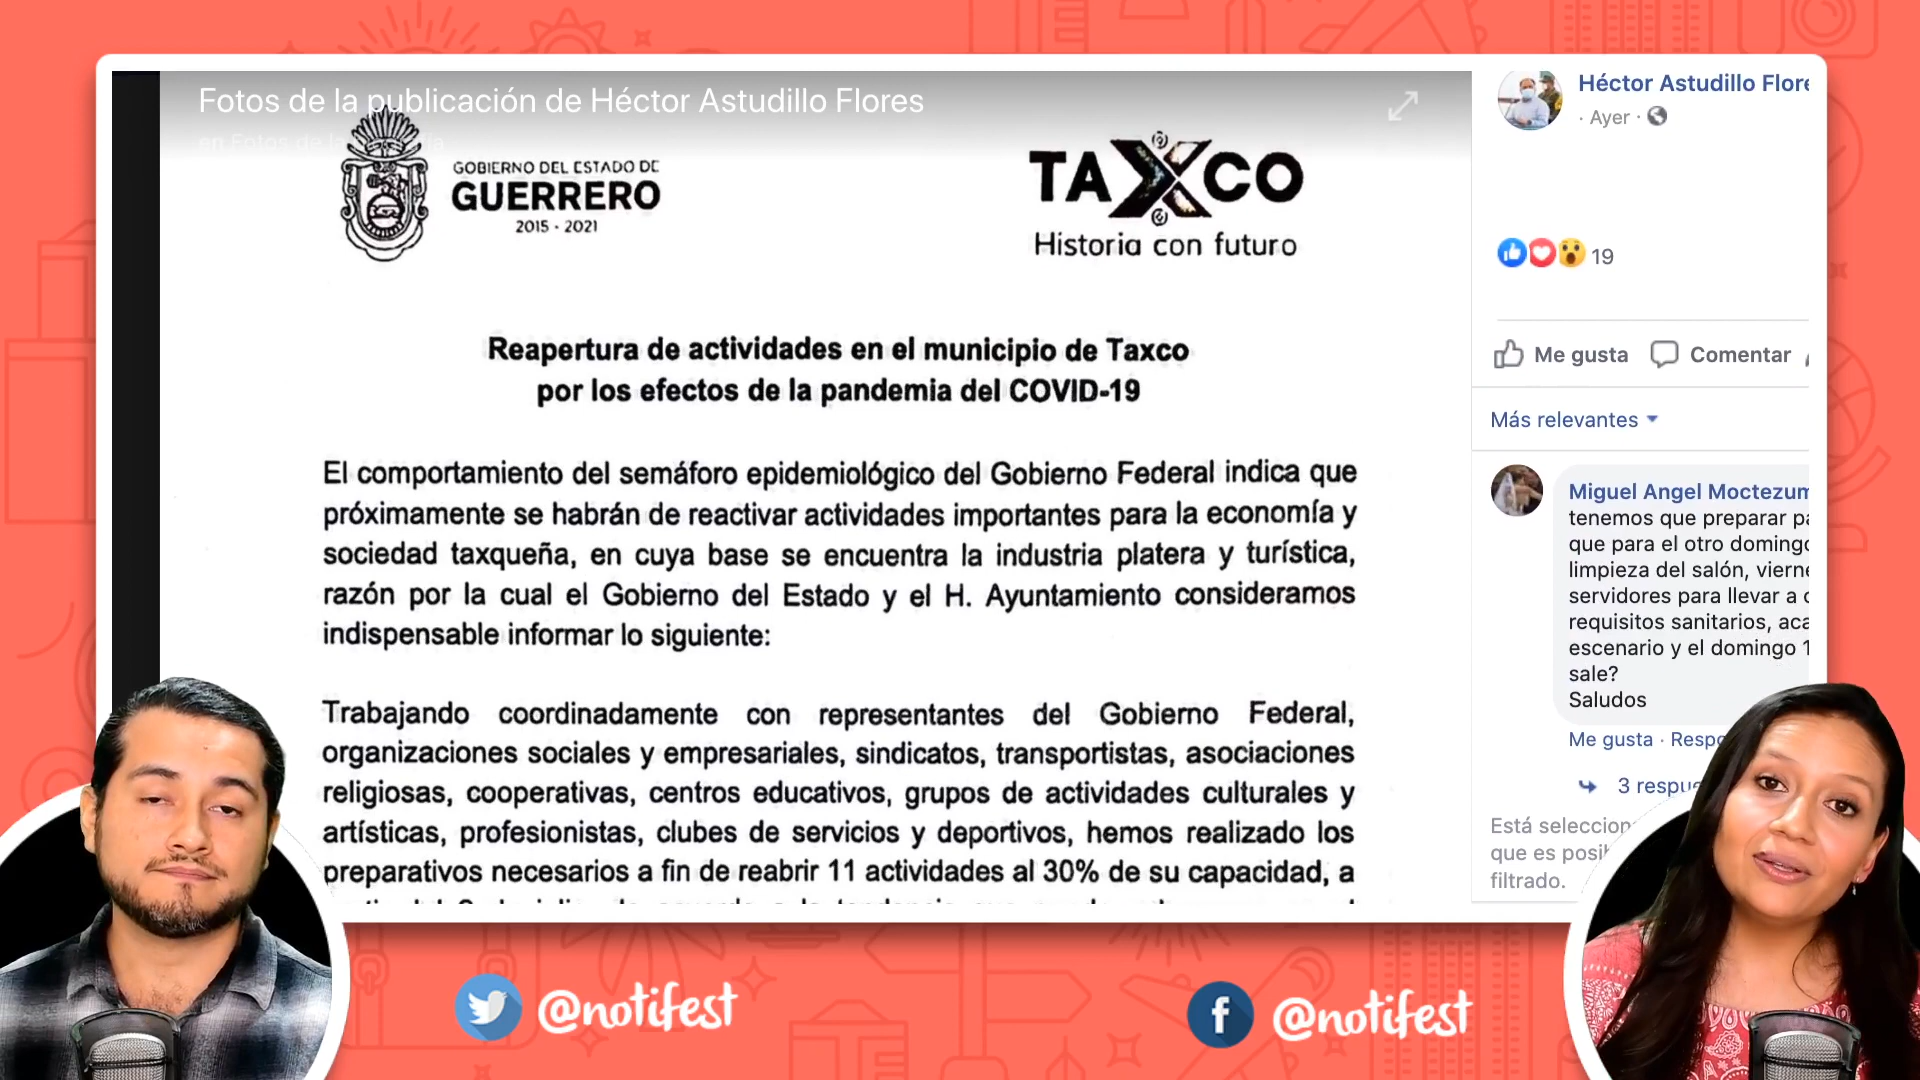 Fotos de la publicación de Héctor Astudillo Flores
en Fotos de la
GOBIERNO DEL ESTADO DE
GUERRERO
2015 - 2021
TAXCO
Historia con futuro
Reapertura de actividades en el municipio de Taxco
por los efectos de la pandemia del COVID-19
El comportamiento del semáforo epidemiológico del Gobierno Federal indica que
próximamente se habrán de reactivar actividades importantes para la economía y
sociedad taxqueña, en cuya base se encuentra la industria platera y turística,
razón por la cual el Gobierno del Estado y el H. Ayuntamiento consideramos
indispensable informar lo siguiente:
Trabajando coordinadamente con representantes del Gobierno Federal,
organizaciones sociales y empresariales, sindicatos, transportistas, asociaciones
religiosas, cooperativas, centros educativos, grupos de actividades culturales y
artísticas, profesionistas, clubes de servicios y deportivos, hemos realizado los
preparativos necesarios a fin de reabrir 11 actividades al 30% de su capacidad, a
Héctor Astudillo Flore
· Ayer ·
19
Me gusta Comentar
Más relevantes
Miguel Angel Moctezum
tenemos que preparar pa
que para el otro domingo
limpieza del salón, vierne
servidores para llevar a c
requisitos sanitarios, aca
escenario y el domingo 1
sale?
Saludos
Me gusta · Respo
3 respue
Está seleccion
que es posib
filtrado.
@notifest
@notifest